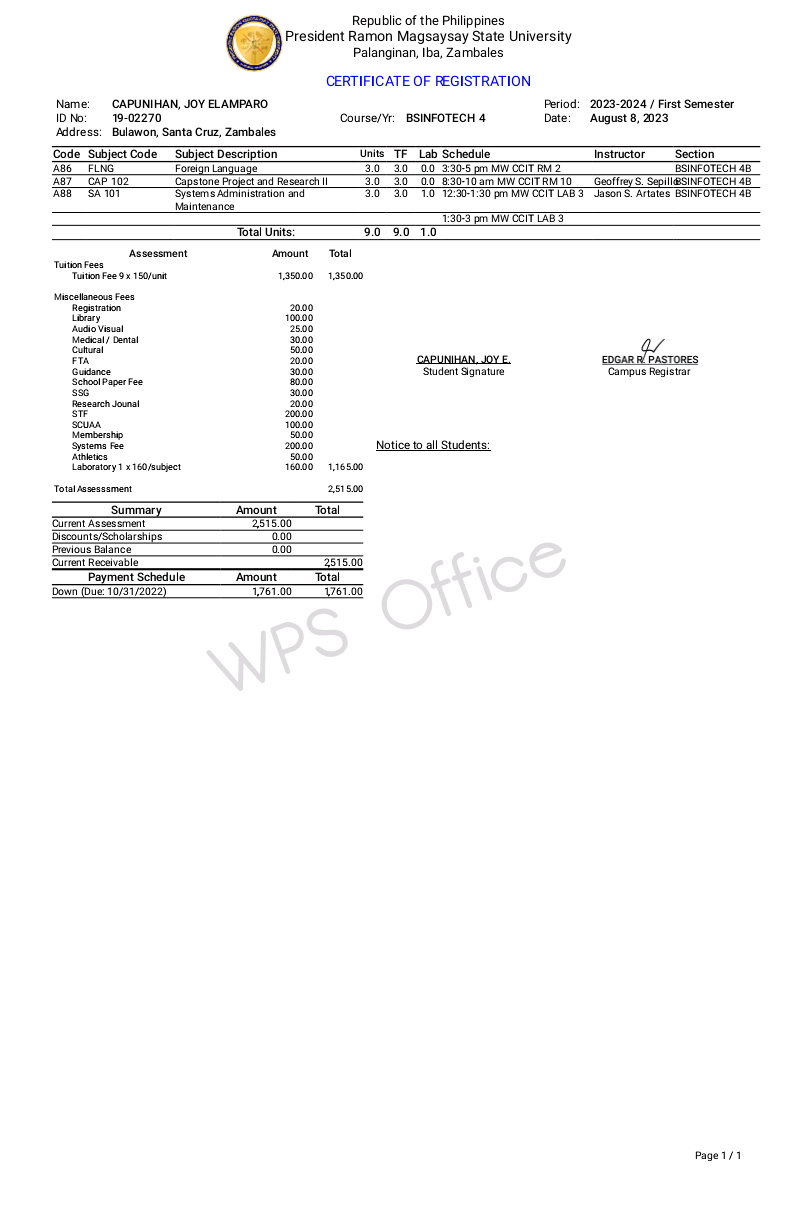 Republic of the Philippines
President Ramon Magsaysay State University
Palanginan, Iba, Zambales
CERTIFICATE OF REGISTRATION
Name: CAPUNIHAN, JOY ELAMPARO Period: 2023-2024 / First Semester
ID No: 19-02270 Course/Yr: BSINFOTECH 4 Date: August 8, 2023
Address: Bulawon, Santa Cruz, Zambales
Code Subject Code Subject Description Units TF Lab Schedule Instructor Section
A86 FLNG Foreign Language 3.0 3.0 0.0 3:30-5 pm MW CCIT RM 2 BSINFOTECH 4B
A87 CAP 102 Capstone Project and Research II 3.0 3.0 0.0 8:30-10 am MW CCIT RM 10 Geoffrey S. Sepillo BSINFOTECH 4B
A88 SA 101 Systems Administration and 3.0 3.0 1.0 12:30-1:30 pm MW CCIT LAB 3 Jason S. Artates BSINFOTECH 4B
Maintenance
1:30-3 pm MW CCIT LAB 3
Total Units: 9.0 9.0 1.0
Assessment Amount Total
Tuition Fees
Tuition Fee 9 x 150/unit 1,350.00 1,350.00
Miscellaneous Fees
Registration 20.00
Library 100.00
Audio Visual 25.00
Medical / Dental 30.00
Cultural 50.00
FTA 20.00
Guidance 30.00
School Paper Fee 80.00
SSG 30.00
Research Jounal 20.00
STF 200.00
SCUAA 100.00
Membership 50.00
Systems Fee 200.00
Athletics 50.00
Laboratory 1 x 160/subject 160.00 1,165.00
Total Assesssment 2,515.00
CAPUNIHAN, JOY E. EDGAR R. PASTORES
Student Signature Campus Registrar
Notice to all Students:
Summary Amount Total
Current Assessment 2,515.00
Discounts/Scholarships 0.00
Previous Balance 0.00
Current Receivable 2,515.00
Payment Schedule Amount Total
Down (Due: 10/31/2022) 1,761.00 1,761.00
WPS Office
Page 1 / 1